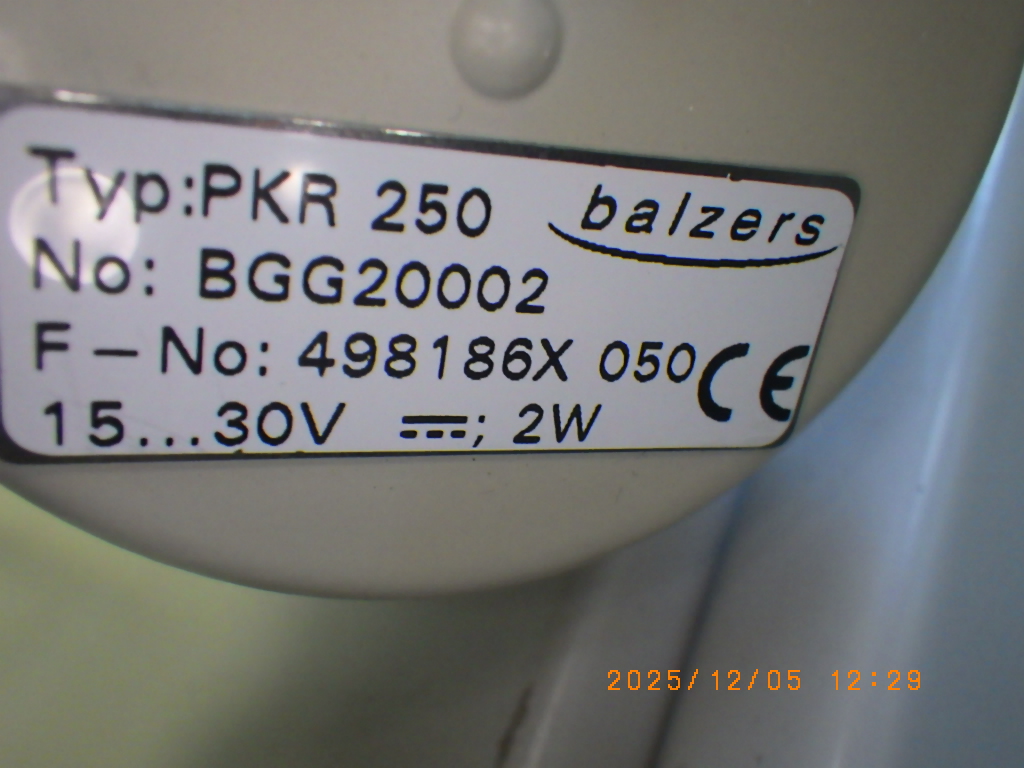 Typ:PKR 250 balzers
No: BGG20002
F-No: 498186X 050 CE
15...30V ⎓; 2W
2025/12/05 12:29